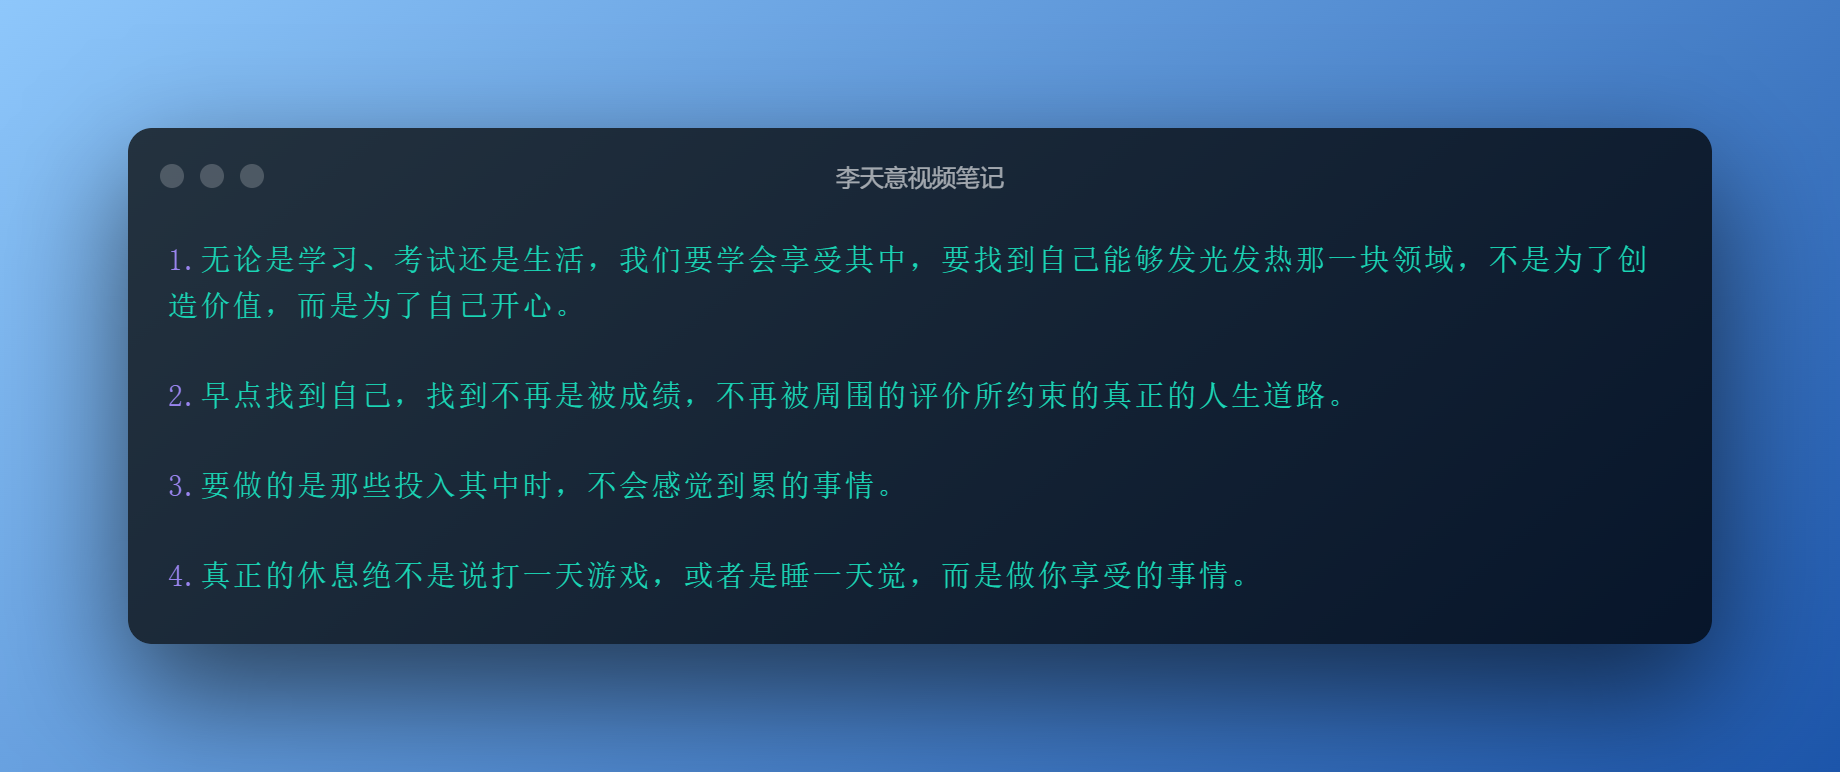 李天意视频笔记
1.无论是学习、考试还是生活，我们要学会享受其中，要找到自己能够发光发热那一块领域，不是为了创
造价值，而是为了自己开心。
2.早点找到自己，找到不再是被成绩，不再被周围的评价所约束的真正的人生道路。
3.要做的是那些投入其中时，不会感觉到累的事情。
4.真正的休息绝不是说打一天游戏，或者是睡一天觉，而是做你享受的事情。